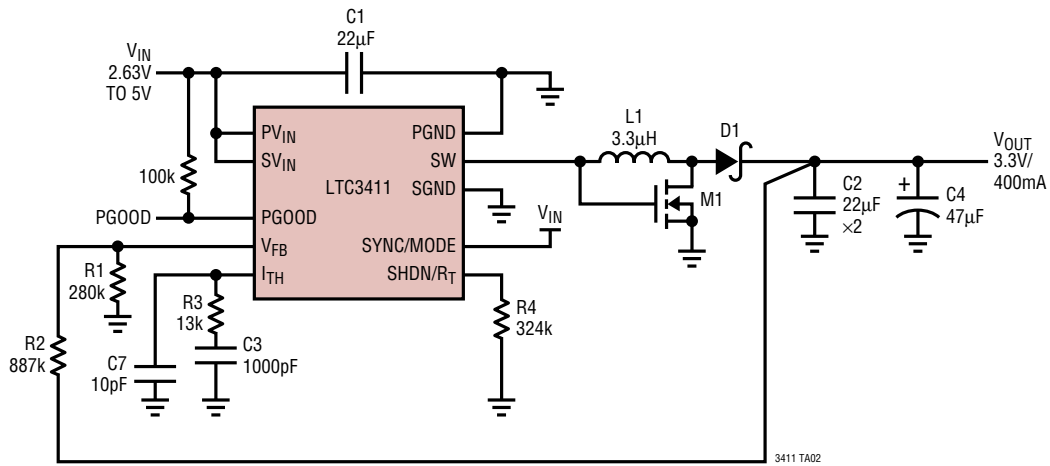 C1
22µF
V_IN
2.63V
TO 5V
PV_IN
PGND
L1
3.3µH
D1
V_OUT
3.3V/
400mA
SV_IN
SW
100k
LTC3411
SGND
M1
C2
22µF
×2
+
C4
47µF
PGOOD
PGOOD
V_IN
V_FB
SYNC/MODE
R1
280k
I_TH
SHDN/R_T
R3
13k
R4
324k
R2
887k
C7
10pF
C3
1000pF
3411 TA02